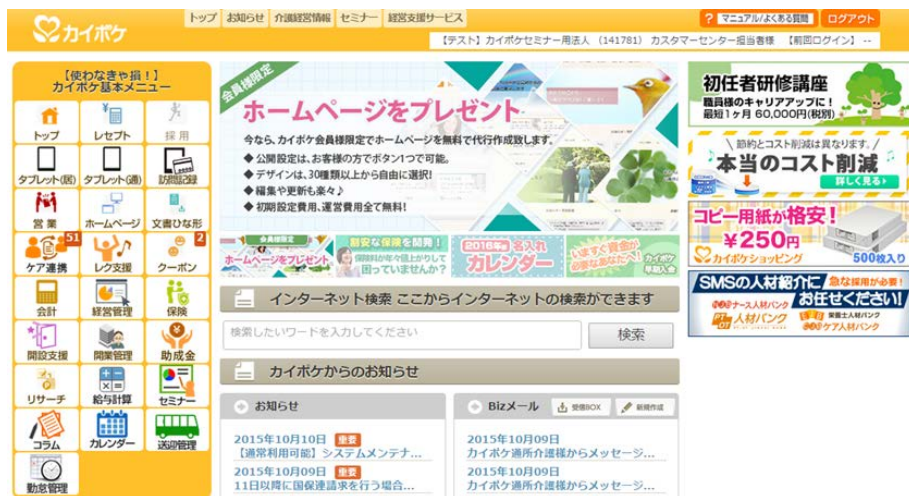 カイポケ
トップ お知らせ 介護経営情報 セミナー 経営支援サービス
? マニュアル/よくある質問 ログアウト
【テスト】カイポケセミナー用法人 (141781) カスタマーセンター担当者様 【前回ログイン】 --
【使わなきゃ損!】
カイポケ基本メニュー
トップ レセプト 採用
タブレット(居) タブレット(通) 訪問記録
営業 ホームページ 文書ひな形
51 2
ケア連携 レク支援 クーポン
会計 経営管理 保険
開設支援 開業管理 助成金
リサーチ 給与計算 セミナー
コラム カレンダー 送迎管理
勤怠管理
会員様限定
ホームページをプレゼント
今なら、カイポケ会員様限定でホームページを無料で代行作成致します。
◆公開設定は、お客様の方でボタン1つで可能。
◆デザインは、30種類以上から自由に選択!
◆編集や更新も楽々♪
◆初期設定費用、運営費用全て無料!
会員様限定
ホームページをプレゼント
割安な保険を開発!
保険料が年々値上がりして
困っていませんか?
2016年 名入れ
カレンダー
いますぐ資金が
必要なあなたへ!
カイポケ
早期入金
インターネット検索 ここからインターネットの検索ができます
検索したいワードを入力してください 検索
カイポケからのお知らせ
お知らせ
2015年10月10日 重要
【通常利用可能】システムメンテナ...
2015年10月09日 重要
11日以降に国保連請求を行う場合...
Bizメール 受信BOX 新規作成
2015年10月09日
カイポケ通所介護様からメッセージ...
2015年10月09日
カイポケ通所介護様からメッセージ...
初任者研修講座
職員様のキャリアアップに!
最短1ヶ月 60,000円(税別)
節約とコスト削減は異なります。
本当のコスト削減
詳しく見る
コピー用紙が格安!
¥250円
カイポケショッピング 500枚入り
SMSの人材紹介に 急な採用が必要!
お任せください!
ナース人材バンク
PT OT ST 人材バンク 栄養士人材バンク
ケア人材バンク